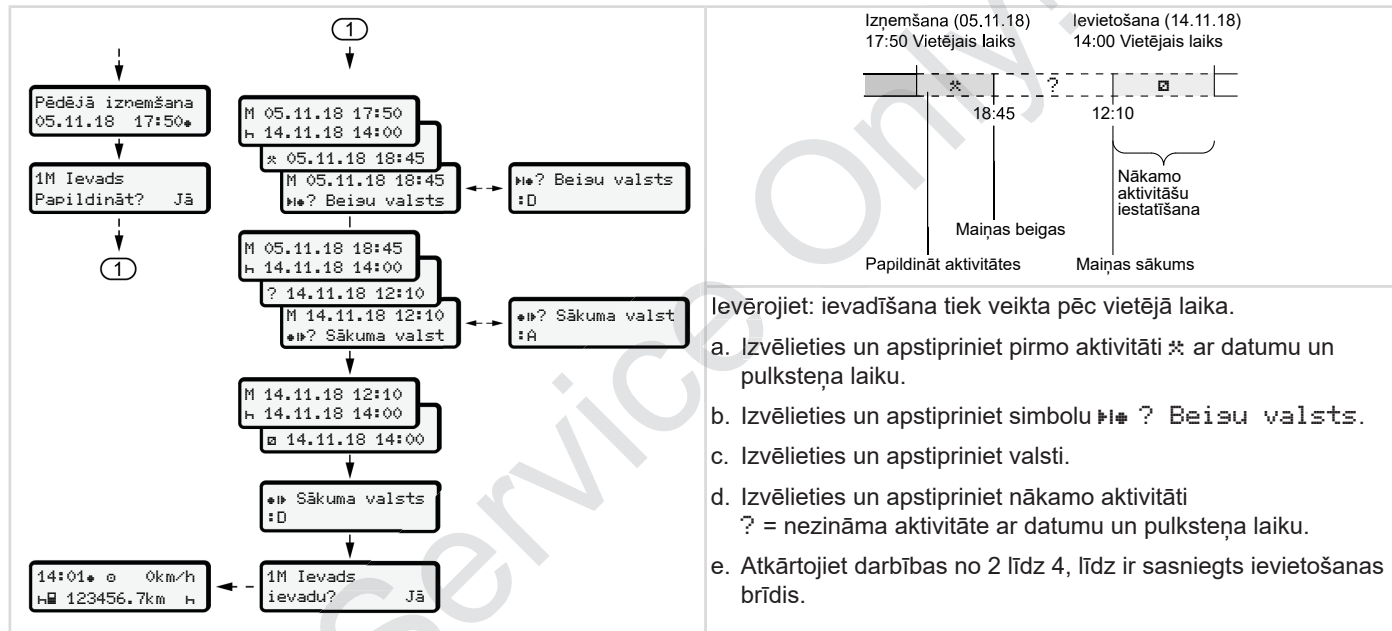 1
Pēdējā izņemšana
05.11.18 17:50
1M Ievads
Papildināt? Jā
1
M 05.11.18 17:50
14.11.18 14:00
05.11.18 18:45
M 05.11.18 18:45
? Beigu valsts
? Beigu valsts
:D
M 05.11.18 18:45
14.11.18 14:00
? 14.11.18 12:10
M 14.11.18 12:10
? Sākuma valst
? Sākuma valst
:A
M 14.11.18 12:10
14.11.18 14:00
14.11.18 14:00
Sākuma valsts
:D
1M Ievads
ievadu? Jā
14:01 0km/h
123456.7km
Izņemšana (05.11.18)
17:50 Vietējais laiks
Ievietošana (14.11.18)
14:00 Vietējais laiks
?
18:45
12:10
Nākamo
aktivitāšu
iestatīšana
Maiņas beigas
Papildināt aktivitātes
Maiņas sākums
Ievērojiet: ievadīšana tiek veikta pēc vietējā laika.
a. Izvēlieties un apstipriniet pirmo aktivitāti ar datumu un
pulksteņa laiku.
b. Izvēlieties un apstipriniet simbolu ? Beigu valsts.
c. Izvēlieties un apstipriniet valsti.
d. Izvēlieties un apstipriniet nākamo aktivitāti
? = nezināma aktivitāte ar datumu un pulksteņa laiku.
e. Atkārtojiet darbības no 2 līdz 4, līdz ir sasniegts ievietošanas
brīdis.
Service Only!